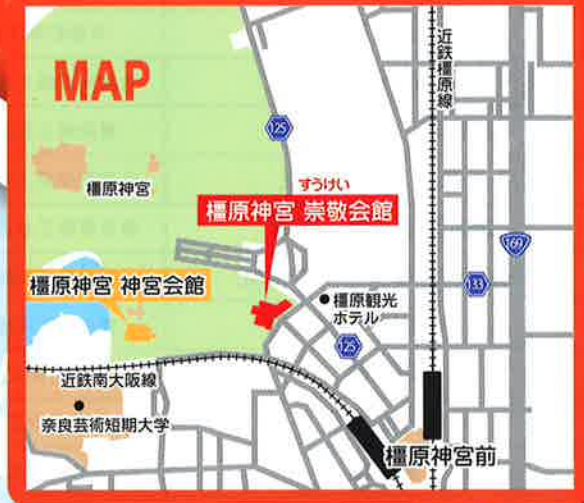 MAP
近鉄橿原線
125
橿原神宮
すうけい
橿原神宮 崇敬会館
169
橿原神宮 神宮会館
133
橿原観光
ホテル
125
近鉄南大阪線
奈良芸術短期大学
橿原神宮前